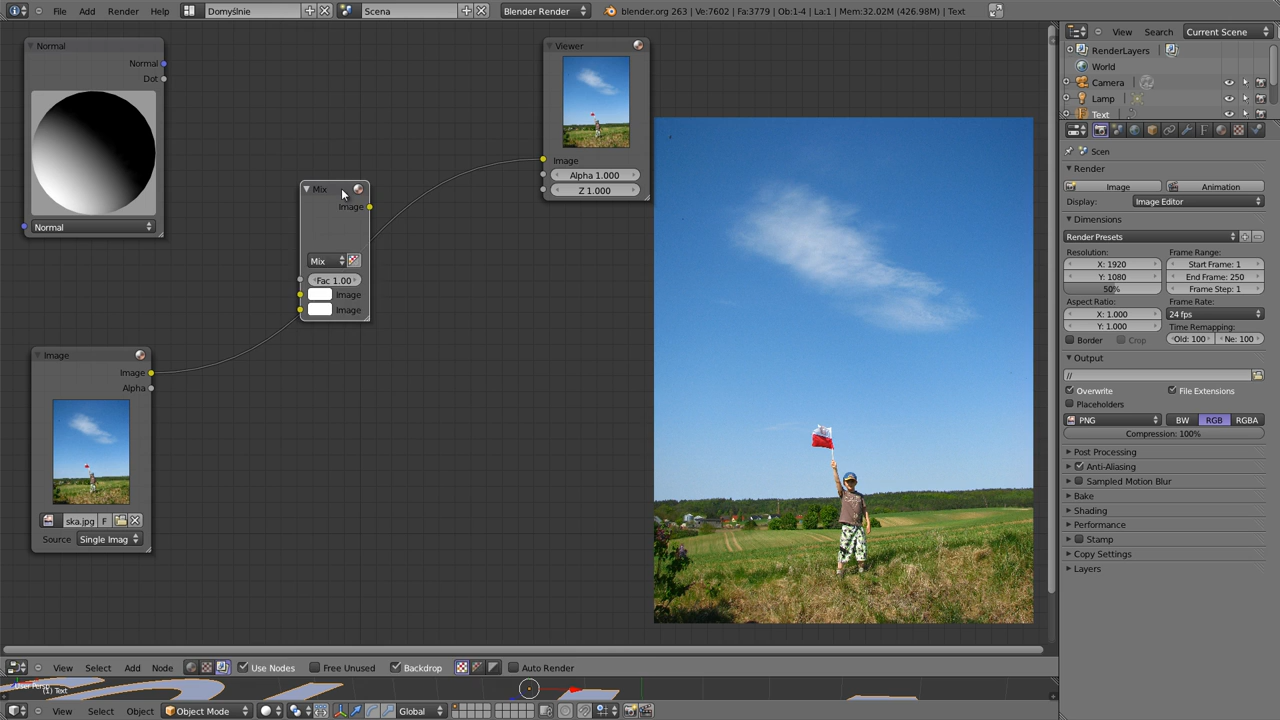 File Add Render Help Domyślnie Scena Blender Render blender.org 263 | Ve:7602 | Fa:3779 | Ob:1-4 | La:1 | Mem:32.02M (426.98M) | Text
Normal
Normal
Dot
Normal
Viewer
Image
Alpha 1.000
Z 1.000
Mix
Image
Mix
Fac 1.00
Image
Image
Image
Image
Alpha
ska.jpg F
Source Single Imag
View Select Add Node Use Nodes Free Unused Backdrop Auto Render
User Persp
(1) Text
View Select Object Object Mode Global
View Search Current Scene
RenderLayers |
World
Camera |
Lamp |
Text |
Scen
Render
Image Animation
Display: Image Editor
Dimensions
Render Presets
Resolution: Frame Range:
X: 1920 Start Frame: 1
Y: 1080 End Frame: 250
50% Frame Step: 1
Aspect Ratio: Frame Rate:
X: 1.000 24 fps
Y: 1.000 Time Remapping:
Border Crop Old: 100 Ne: 100
Output
//
Overwrite File Extensions
Placeholders
PNG BW RGB RGBA
Compression: 100%
Post Processing
Anti-Aliasing
Sampled Motion Blur
Bake
Shading
Performance
Stamp
Copy Settings
Layers